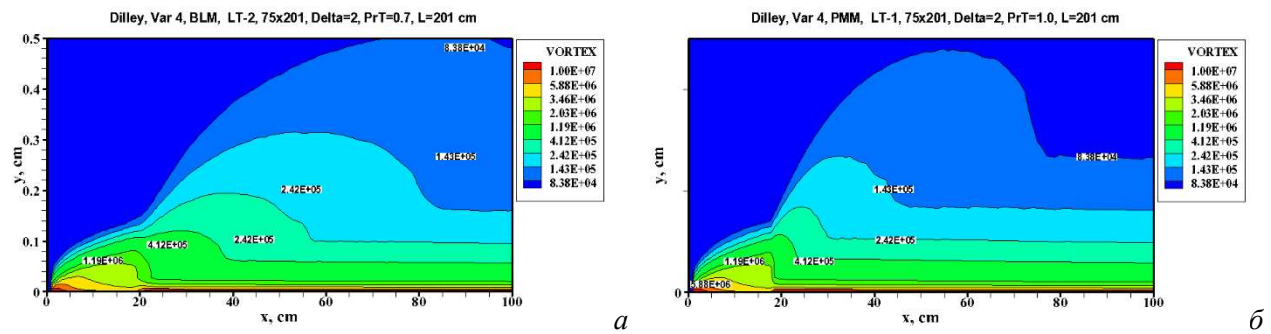 Dilley, Var 4, BLM, LT-2, 75x201, Delta=2, PrT=0.7, L=201 cm
0.5
0.4
0.3
0.2
0.1
0
y, cm
0 20 40 60 80 100
x, cm
8.38E+04
1.43E+05
2.42E+05
2.42E+05
4.12E+05
1.19E+06
VORTEX
1.00E+07
5.88E+06
3.46E+06
2.03E+06
1.19E+06
4.12E+05
2.42E+05
1.43E+05
8.38E+04
а
Dilley, Var 4, PMM, LT-1, 75x201, Delta=2, PrT=1.0, L=201 cm
y, cm
0
0 20 40 60 80 100
x, cm
8.38E+04
1.43E+05
2.42E+05
4.12E+05
1.19E+06
5.88E+06
VORTEX
1.00E+07
5.88E+06
3.46E+06
2.03E+06
1.19E+06
4.12E+05
2.42E+05
1.43E+05
8.38E+04
б